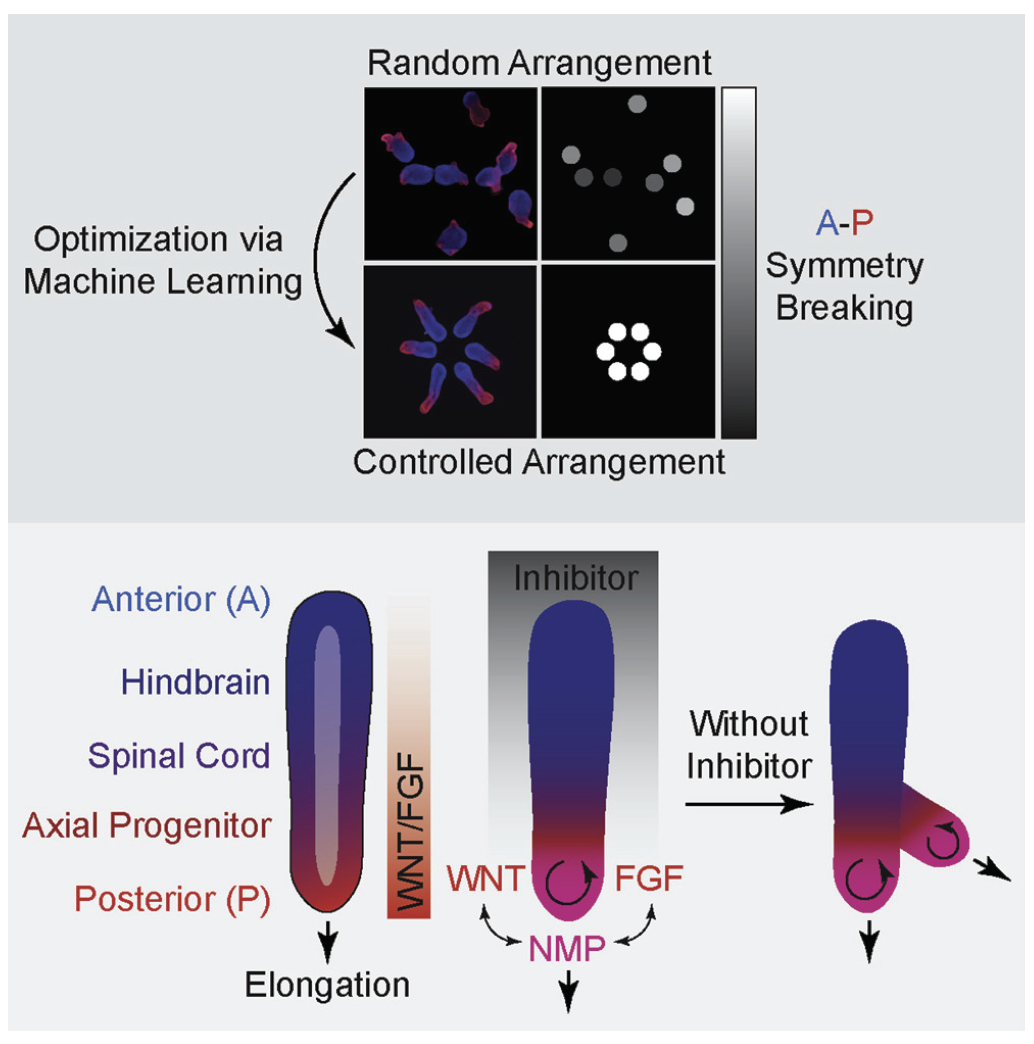 Random Arrangement
Optimization via
Machine Learning
A-P
Symmetry
Breaking
Controlled Arrangement
Anterior (A)
Hindbrain
Spinal Cord
Axial Progenitor
Posterior (P)
Elongation
WNT/FGF
Inhibitor
WNT
FGF
NMP
Without
Inhibitor